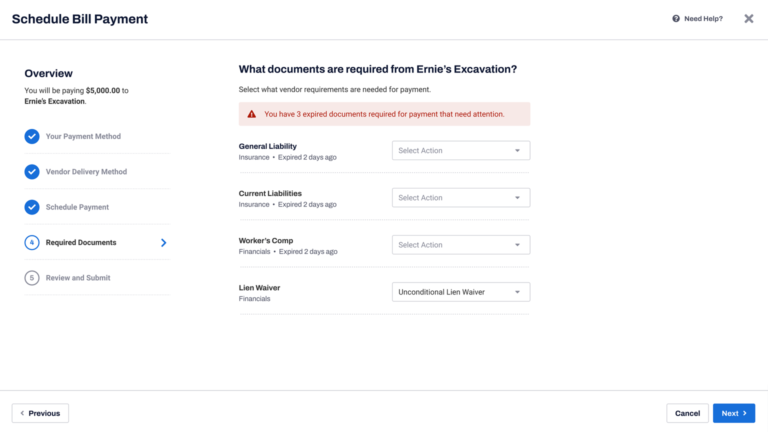 Schedule Bill Payment
Need Help?
Overview
You will be paying $5,000.00 to
Ernie's Excavation.
Your Payment Method
Vendor Delivery Method
Schedule Payment
4 Required Documents
5 Review and Submit
What documents are required from Ernie's Excavation?
Select what vendor requirements are needed for payment.
You have 3 expired documents required for payment that need attention.
General Liability
Insurance • Expired 2 days ago
Select Action
Current Liabilities
Insurance • Expired 2 days ago
Select Action
Worker's Comp
Financials • Expired 2 days ago
Select Action
Lien Waiver
Financials
Unconditional Lien Waiver
Previous
Cancel
Next